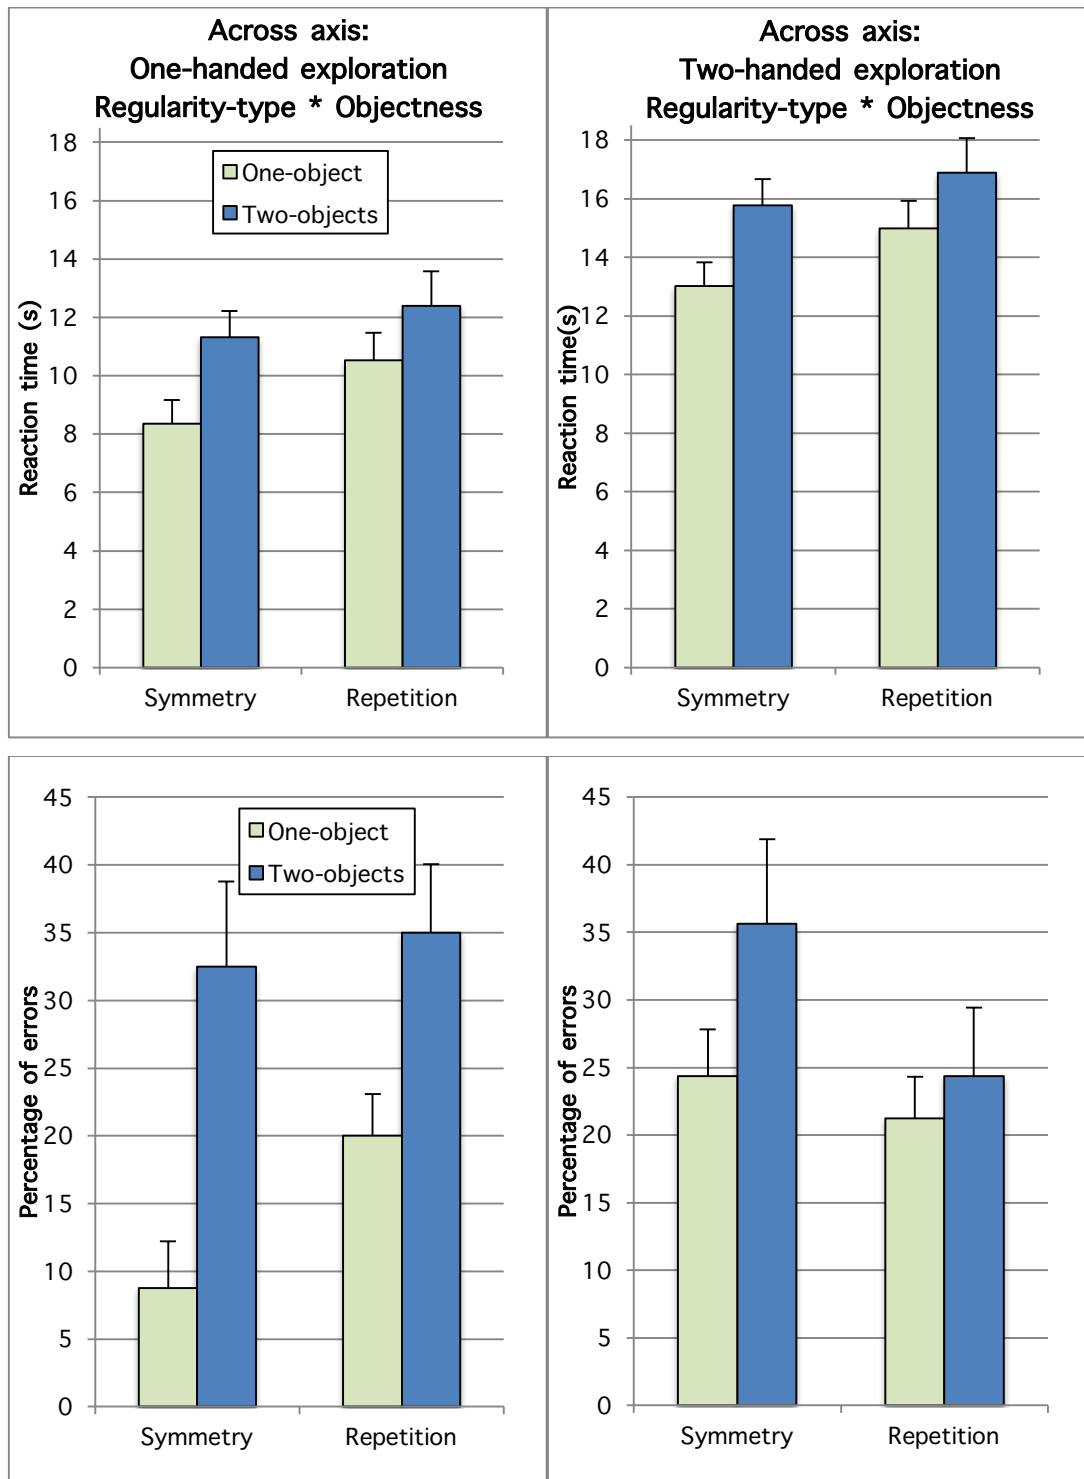 Across axis:
One-handed exploration
Regularity-type * Objectness
18
16
14
12
10
8
6
4
2
0
Reaction time (s)
One-object
Two-objects
Symmetry
Repetition
Across axis:
Two-handed exploration
Regularity-type * Objectness
18
16
14
12
10
8
6
4
2
0
Reaction time(s)
Symmetry
Repetition
45
40
35
30
25
20
15
10
5
0
Percentage of errors
One-object
Two-objects
Symmetry
Repetition
45
40
35
30
25
20
15
10
5
0
Percentage of errors
Symmetry
Repetition